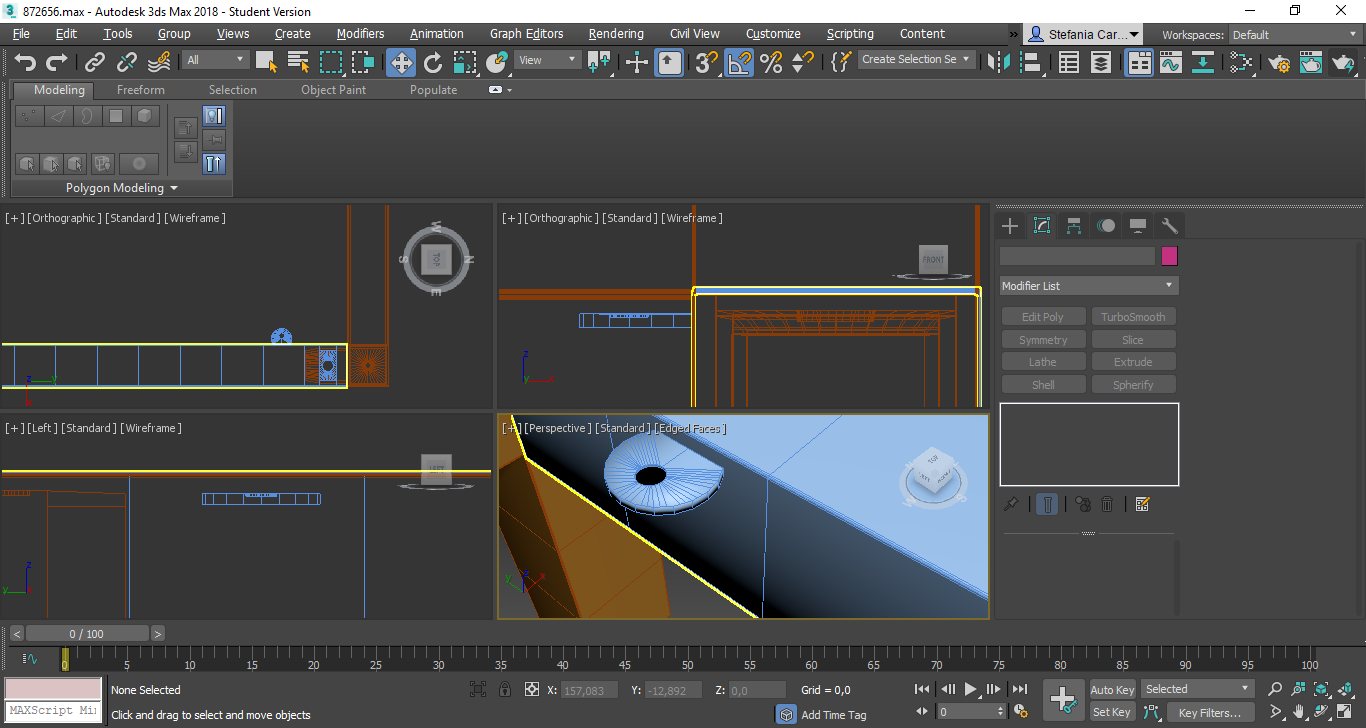 872656.max - Autodesk 3ds Max 2018 - Student Version
File Edit Tools Group Views Create Modifiers Animation Graph Editors Rendering Civil View Customize Scripting Content » Stefania Car... Workspaces: Default
All View Create Selection Se
Modeling Freeform Selection Object Paint Populate
Polygon Modeling
[+] [Orthographic] [Standard] [Wireframe]
W
S TOP N
E
z
y
[+] [Orthographic] [Standard] [Wireframe]
FRONT
z
y x
[+] [Left] [Standard] [Wireframe]
LEFT
z
y
[+] [Perspective] [Standard] [Edged Faces]
TOP
y z x
Modifier List
Edit Poly TurboSmooth
Symmetry Slice
Lathe Extrude
Shell Spherify
< 0 / 100 >
0 5 10 15 20 25 30 35 40 45 50 55 60 65 70 75 80 85 90 95 100
None Selected X: 157,083 Y: -12,892 Z: 0,0 Grid = 0,0 Auto Key Selected
MAXScript Mi Click and drag to select and move objects Add Time Tag 0 Set Key Key Filters...